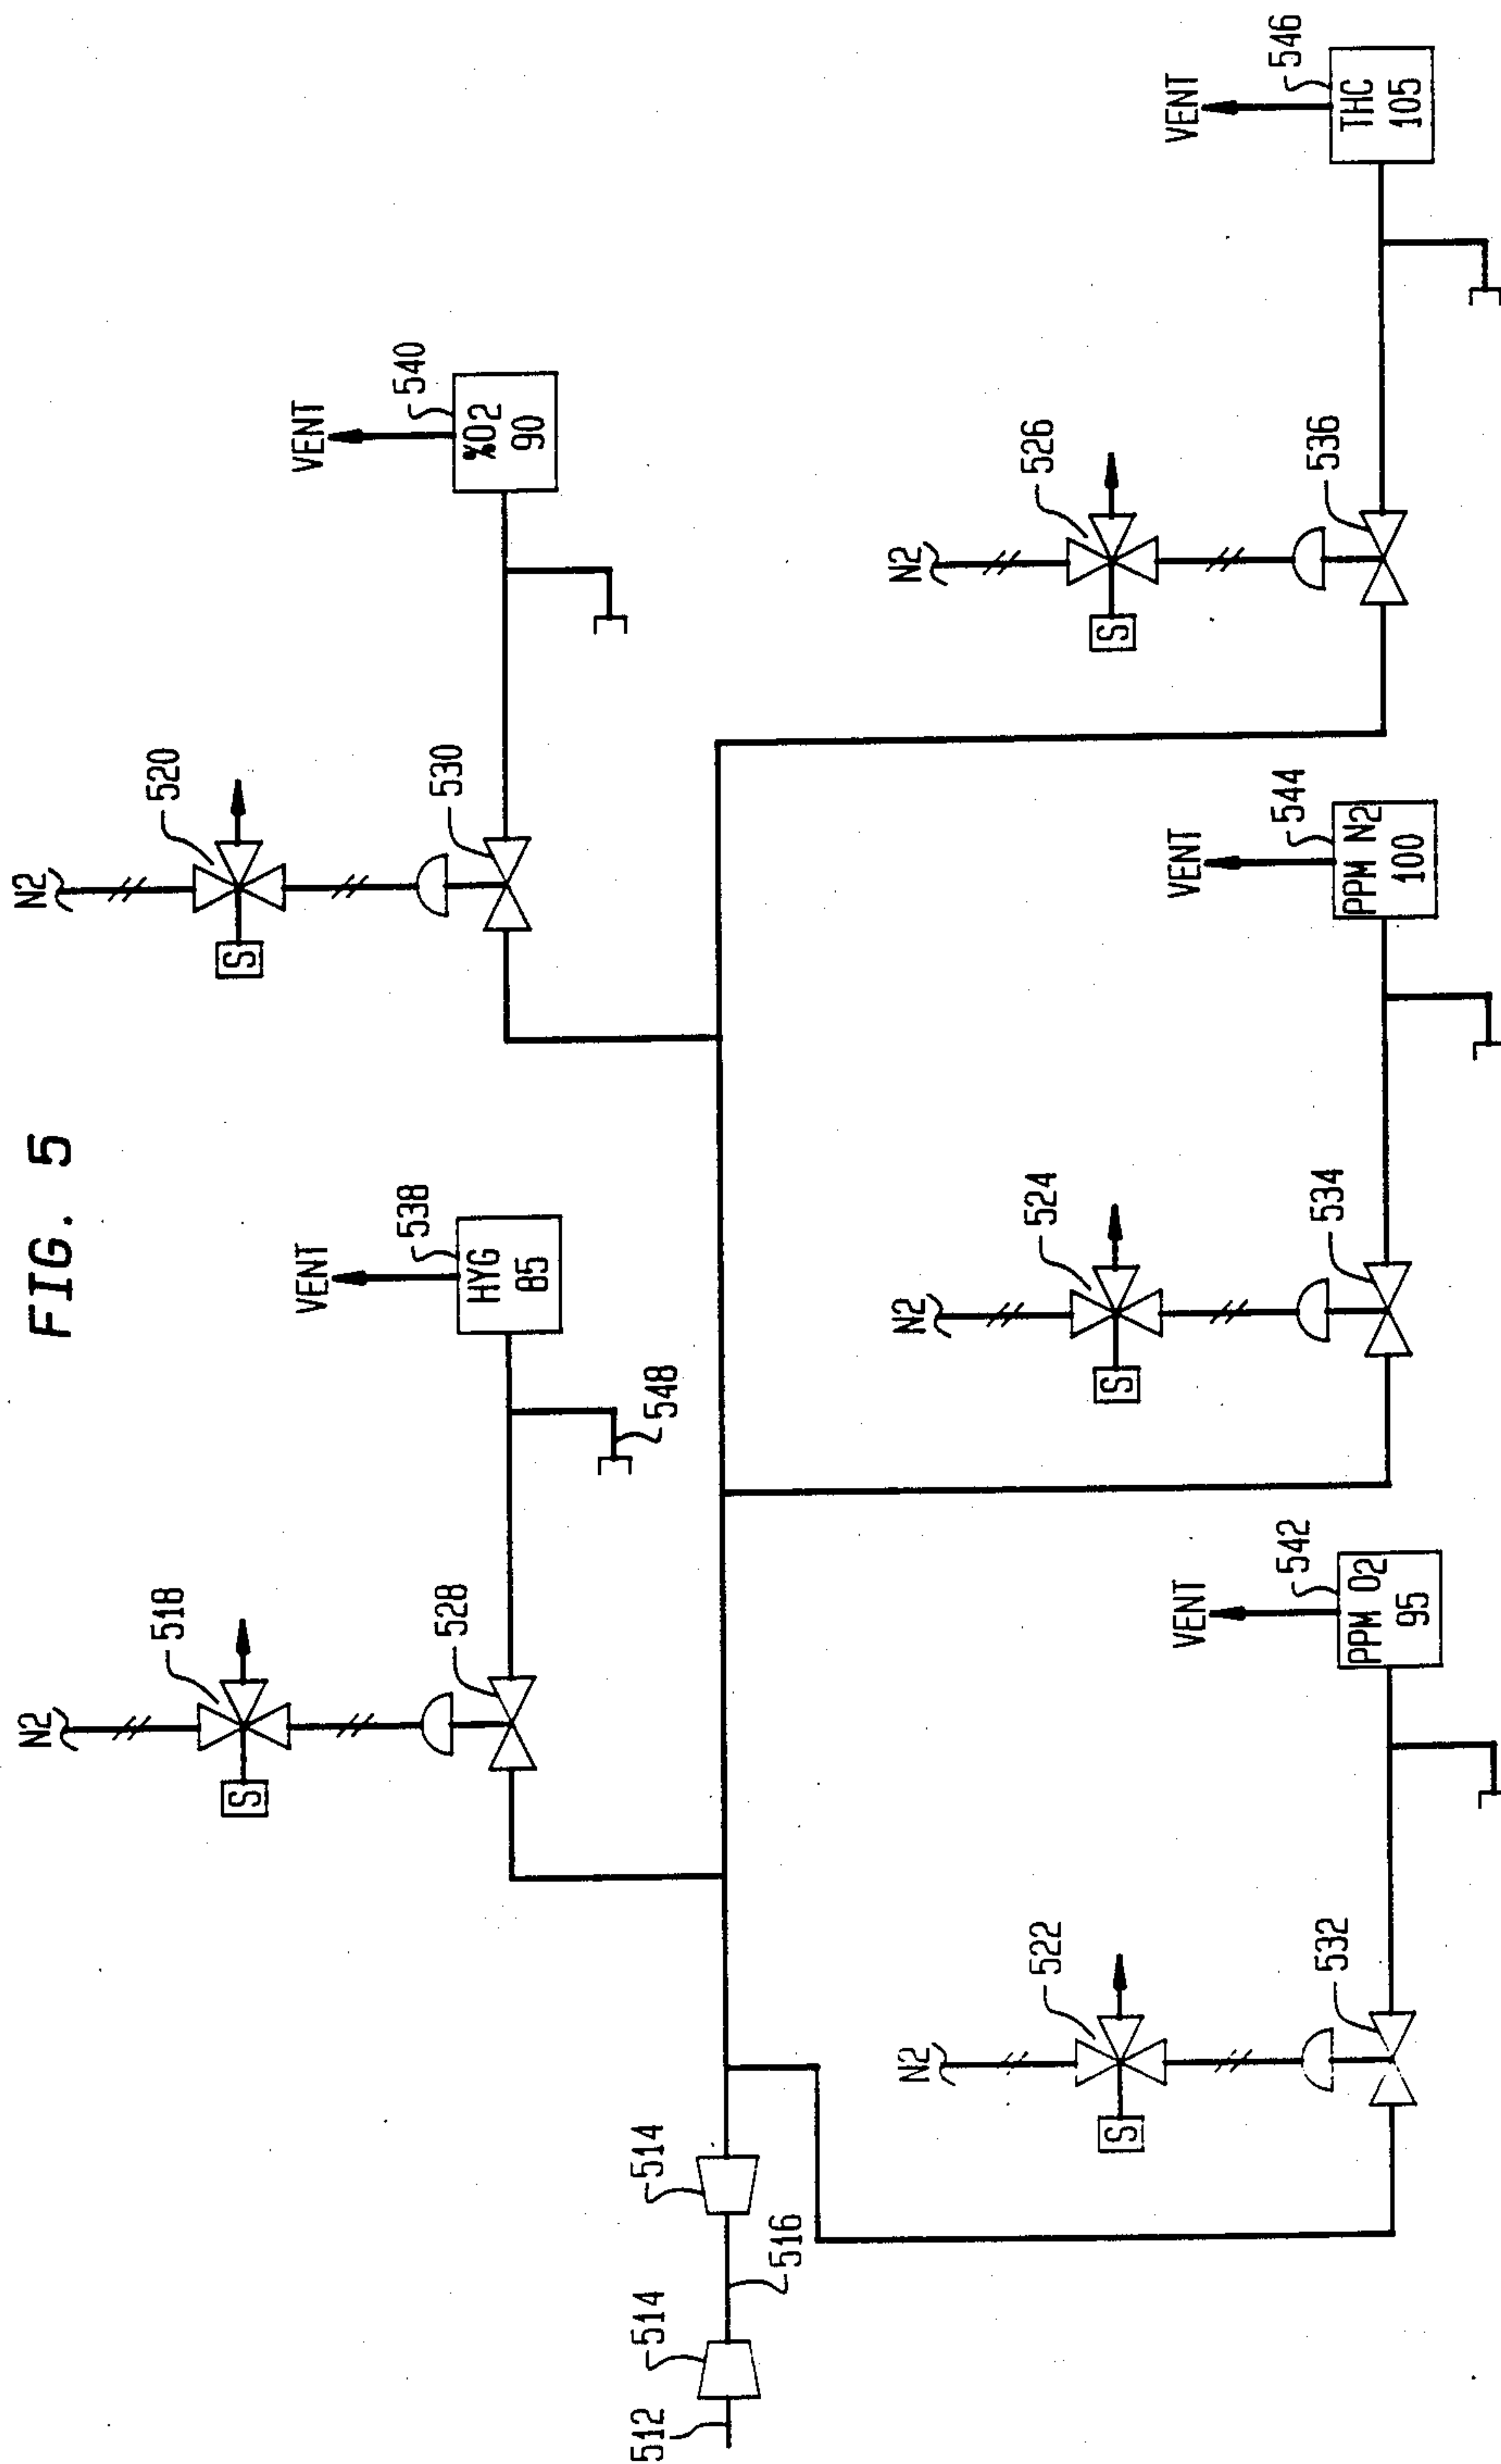 FIG. 5
N2
518
S
528
VENT
538
HYG
85
548
N2
520
S
530
VENT
540
%O2
90
512
514
516
514
N2
522
S
532
VENT
542
PPM O2
95
N2
524
S
534
VENT
544
PPM N2
100
N2
526
S
536
VENT
546
THC
105